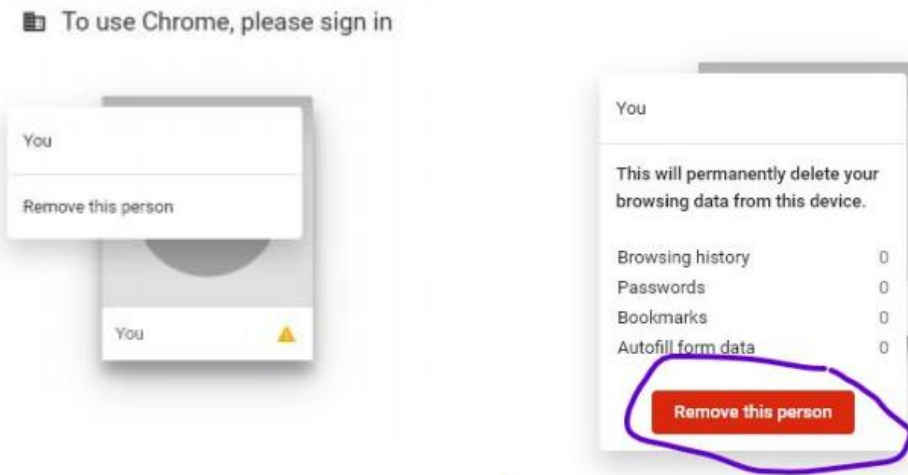 To use Chrome, please sign in
You
Remove this person
You
You
This will permanently delete your
browsing data from this device.
Browsing history 0
Passwords 0
Bookmarks 0
Autofill form data 0
Remove this person